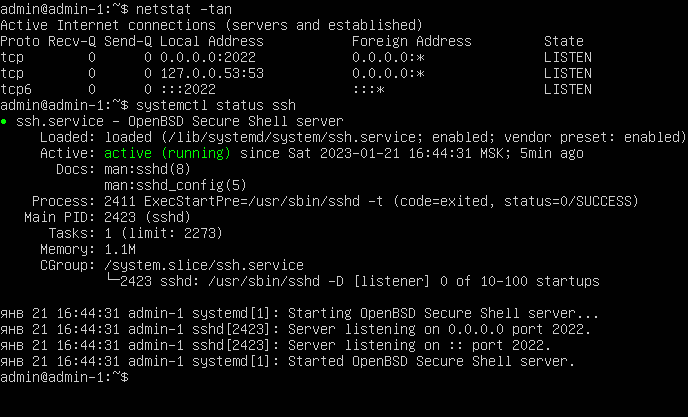 admin@admin-1:~$ netstat -tan
Active Internet connections (servers and established)
Proto Recv-Q Send-Q Local Address           Foreign Address         State
tcp        0      0 0.0.0.0:2022            0.0.0.0:*               LISTEN
tcp        0      0 127.0.0.53:53           0.0.0.0:*               LISTEN
tcp6       0      0 :::2022                 :::*                    LISTEN
admin@admin-1:~$ systemctl status ssh
● ssh.service - OpenBSD Secure Shell server
     Loaded: loaded (/lib/systemd/system/ssh.service; enabled; vendor preset: enabled)
     Active: active (running) since Sat 2023-01-21 16:44:31 MSK; 5min ago
       Docs: man:sshd(8)
             man:sshd_config(5)
    Process: 2411 ExecStartPre=/usr/sbin/sshd -t (code=exited, status=0/SUCCESS)
   Main PID: 2423 (sshd)
      Tasks: 1 (limit: 2273)
     Memory: 1.1M
     CGroup: /system.slice/ssh.service
             └─2423 sshd: /usr/sbin/sshd -D [listener] 0 of 10-100 startups
янв 21 16:44:31 admin-1 systemd[1]: Starting OpenBSD Secure Shell server...
янв 21 16:44:31 admin-1 sshd[2423]: Server listening on 0.0.0.0 port 2022.
янв 21 16:44:31 admin-1 sshd[2423]: Server listening on :: port 2022.
янв 21 16:44:31 admin-1 systemd[1]: Started OpenBSD Secure Shell server.
admin@admin-1:~$